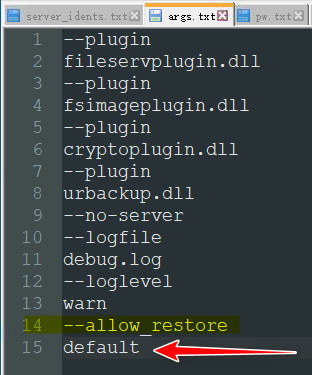 server_idents.txt args.txt pw.txt
1 --plugin
2 fileservplugin.dll
3 --plugin
4 fsimageplugin.dll
5 --plugin
6 cryptoplugin.dll
7 --plugin
8 urbackup.dll
9 --no-server
10 --logfile
11 debug.log
12 --loglevel
13 warn
14 --allow_restore
15 default